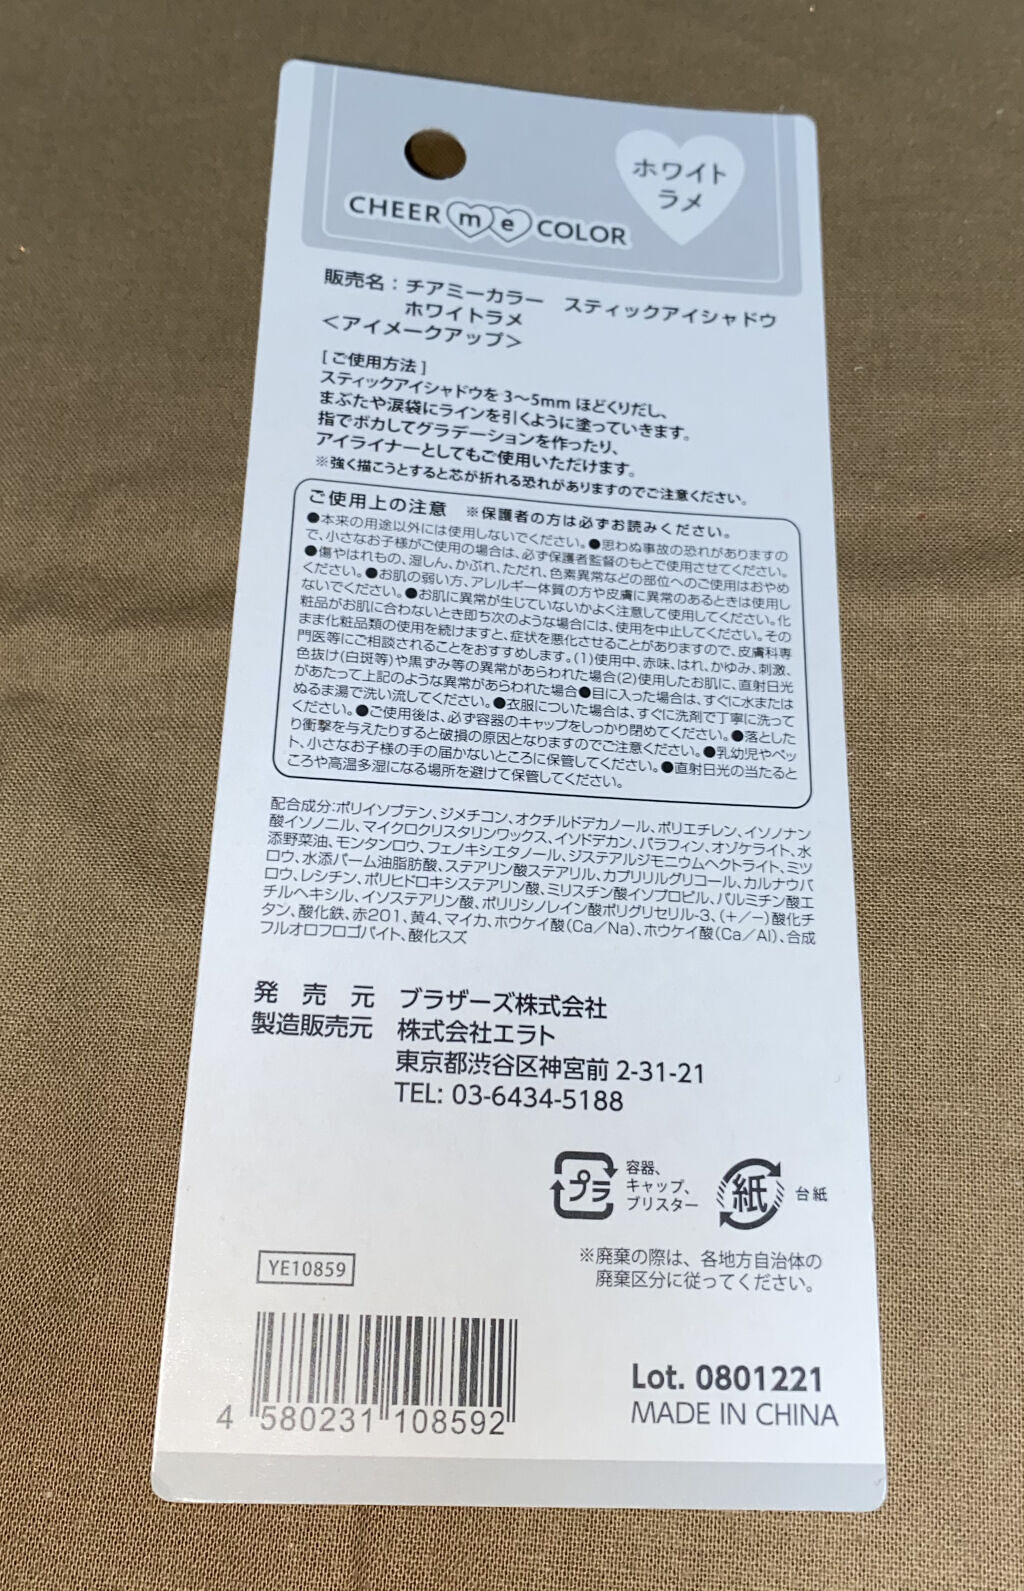 ホワイト
ラメ
CHEER me COLOR
販売名：チアミーカラー　スティックアイシャドウ
ホワイトラメ
＜アイメークアップ＞
[ ご使用方法 ]
スティックアイシャドウを 3～5mm ほどくりだし、
まぶたや涙袋にラインを引くように塗っていきます。
指でボカしてグラデーションを作ったり、
アイライナーとしてもご使用いただけます。
※強く描こうとすると芯が折れる恐れがありますのでご注意ください。
ご使用上の注意　※保護者の方は必ずお読みください。
●本来の用途以外には使用しないでください。●思わぬ事故の恐れがありますの
で、小さなお子様がご使用の場合は、必ず保護者監督のもとで使用させてください。
●傷やはれもの、湿しん、かぶれ、ただれ、色素異常などの部位へのご使用はおやめ
ください。●お肌の弱い方、アレルギー体質の方や皮膚に異常のあるときは使用し
ないでください。●お肌に異常が生じていないかよく注意して使用してください。化
粧品がお肌に合わないとき即ち次のような場合には、使用を中止してください。その
まま化粧品類の使用を続けますと、症状を悪化させることがありますので、皮膚科専
門医等にご相談されることをおすすめします。(1)使用中、赤味、はれ、かゆみ、刺激、
色抜け(白斑等)や黒ずみ等の異常があらわれた場合(2)使用したお肌に、直射日光
があたって上記のような異常があらわれた場合●目に入った場合は、すぐに水または
ぬるま湯で洗い流してください。●衣服についた場合は、すぐに洗剤で丁寧に洗って
ください。●ご使用後は、必ず容器のキャップをしっかり閉めてください。●落とした
り衝撃を与えたりすると破損の原因となりますのでご注意ください。●乳幼児やペッ
ト、小さなお子様の手の届かないところに保管してください。●直射日光の当たると
ころや高温多湿になる場所を避けて保管してください。
配合成分：ポリイソブテン、ジメチコン、オクチルドデカノール、ポリエチレン、イソノナン
酸イソノニル、マイクロクリスタリンワックス、イソドデカン、パラフィン、オゾケライト、水
添野菜油、モンタンロウ、フェノキシエタノール、ジステアルジモニウムヘクトライト、ミツ
ロウ、水添パーム油脂肪酸、ステアリン酸ステアリル、カプリリルグリコール、カルナウバ
ロウ、レシチン、ポリヒドロキシステアリン酸、ミリスチン酸イソプロピル、パルミチン酸エ
チルヘキシル、イソステアリン酸、ポリリシノレイン酸ポリグリセリル-3、(＋／－)酸化チ
タン、酸化鉄、赤201、黄4、マイカ、ホウケイ酸(Ca／Na)、ホウケイ酸(Ca／Al)、合成
フルオロフロゴパイト、酸化スズ
発　売　元　ブラザーズ株式会社
製造販売元　株式会社エラト
東京都渋谷区神宮前 2-31-21
TEL: 03-6434-5188
プラ
容器、
キャップ、
ブリスター
紙
台紙
※廃棄の際は、各地方自治体の
廃棄区分に従ってください。
YE10859
4 580231 108592
Lot. 0801221
MADE IN CHINA